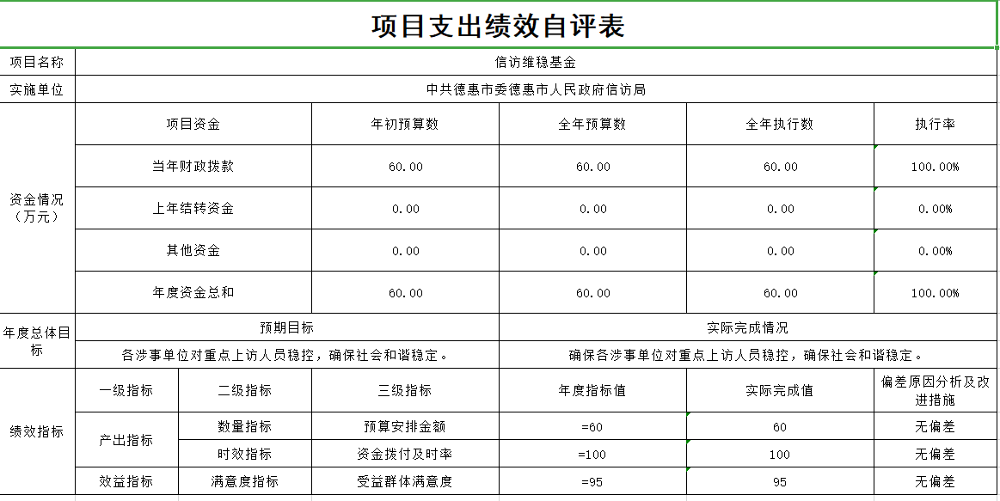 项目支出绩效自评表
项目名称 信访维稳基金
实施单位 中共德惠市委德惠市人民政府信访局
资金情况（万元） 项目资金 年初预算数 全年预算数 全年执行数 执行率
当年财政拨款 60.00 60.00 60.00 100.00%
上年结转资金 0.00 0.00 0.00 0.00%
其他资金 0.00 0.00 0.00 0.00%
年度资金总和 60.00 60.00 60.00 100.00%
年度总体目标 预期目标 实际完成情况
各涉事单位对重点上访人员稳控，确保社会和谐稳定。 确保各涉事单位对重点上访人员稳控，确保社会和谐稳定。
绩效指标 一级指标 二级指标 三级指标 年度指标值 实际完成值 偏差原因分析及改进措施
产出指标 数量指标 预算安排金额 =60 60 无偏差
时效指标 资金拨付及时率 =100 100 无偏差
效益指标 满意度指标 受益群体满意度 =95 95 无偏差